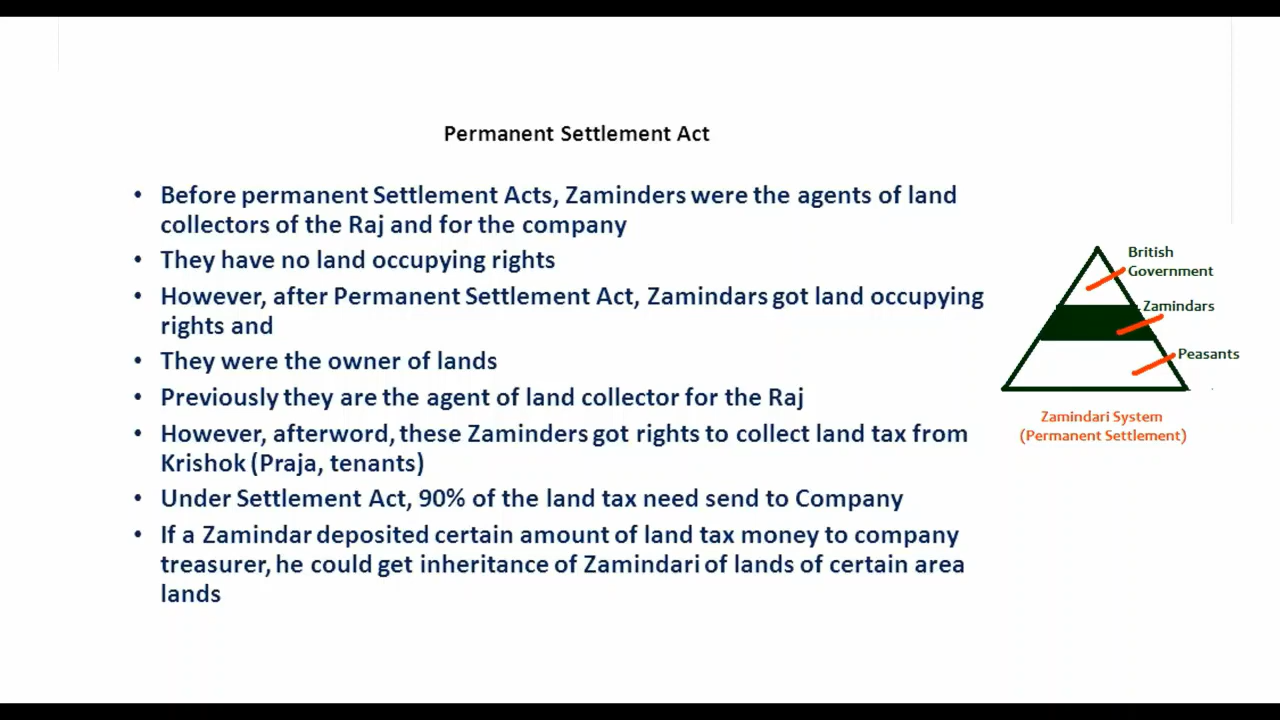 Permanent Settlement Act
• Before permanent Settlement Acts, Zaminders were the agents of land
collectors of the Raj and for the company
• They have no land occupying rights
• However, after Permanent Settlement Act, Zamindars got land occupying
rights and
• They were the owner of lands
• Previously they are the agent of land collector for the Raj
• However, afterword, these Zaminders got rights to collect land tax from
Krishok (Praja, tenants)
• Under Settlement Act, 90% of the land tax need send to Company
• If a Zamindar deposited certain amount of land tax money to company
treasurer, he could get inheritance of Zamindari of lands of certain area
lands
British
Government
Zamindars
Peasants
Zamindari System
(Permanent Settlement)